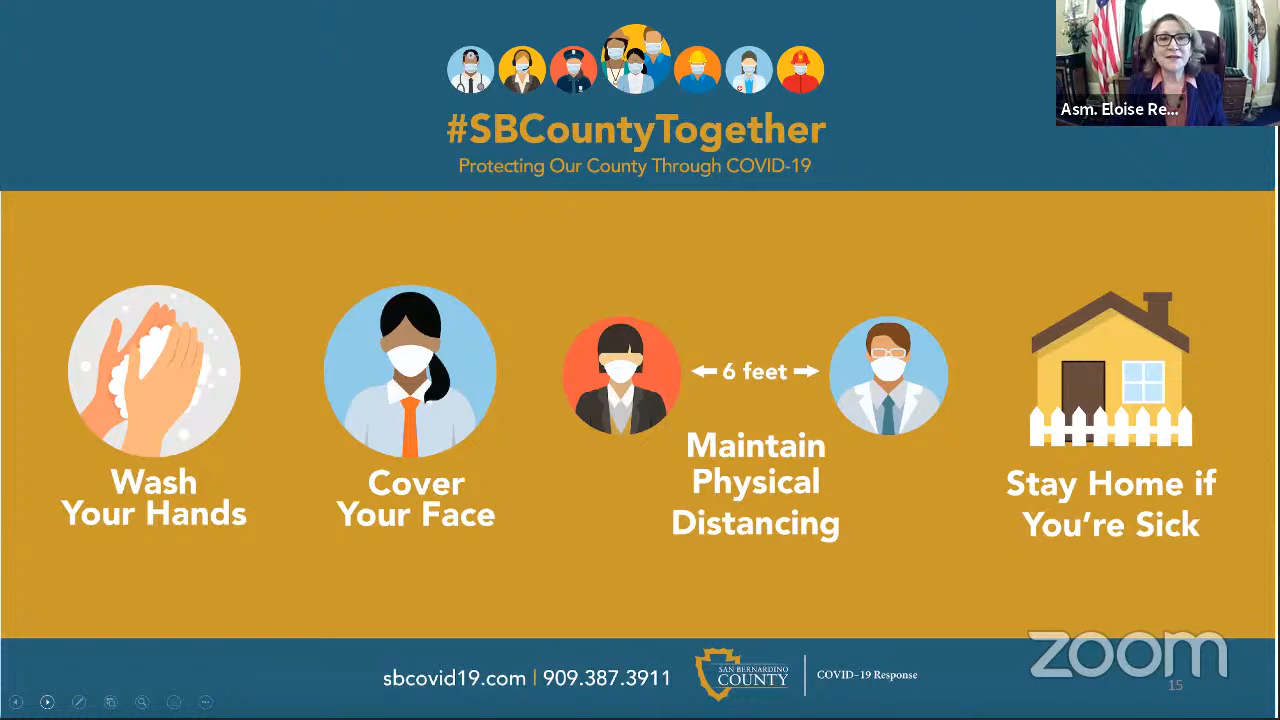 Asm. Eloise Re...
#SBCountyTogether
Protecting Our County Through COVID-19
6 feet
Wash
Your Hands
Cover
Your Face
Maintain
Physical
Distancing
Stay Home if
You're Sick
sbcovid19.com | 909.387.3911
SAN BERNARDINO
COUNTY
COVID-19 Response
zoom
15